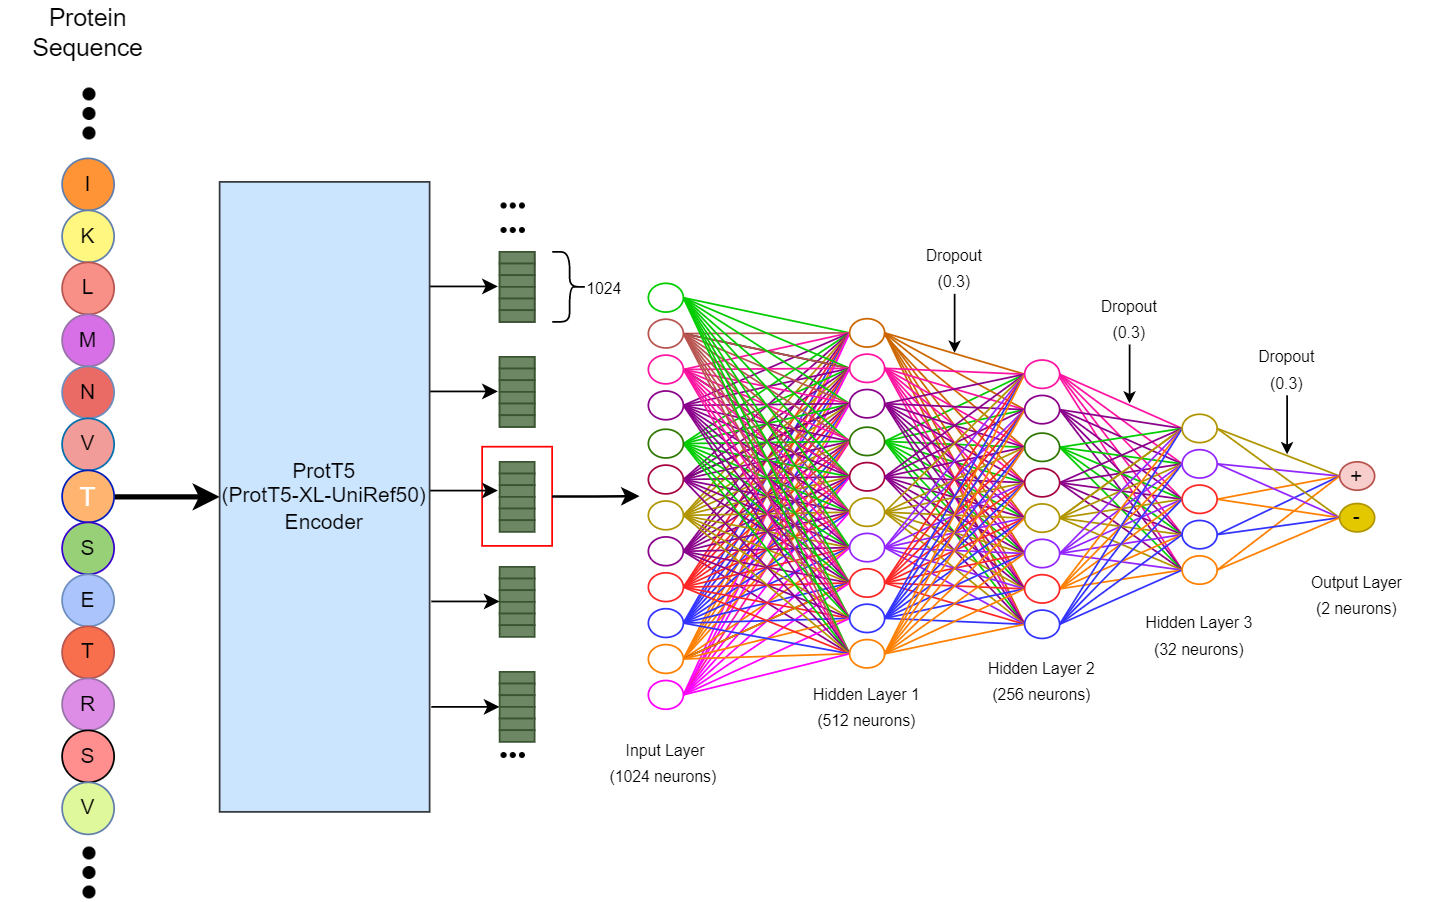 Protein
Sequence
I
K
L
M
N
V
T
S
E
T
R
S
V
ProtT5
(ProtT5-XL-UniRef50)
Encoder
1024
Input Layer
(1024 neurons)
Hidden Layer 1
(512 neurons)
Dropout
(0.3)
Hidden Layer 2
(256 neurons)
Dropout
(0.3)
Hidden Layer 3
(32 neurons)
Dropout
(0.3)
+
-
Output Layer
(2 neurons)